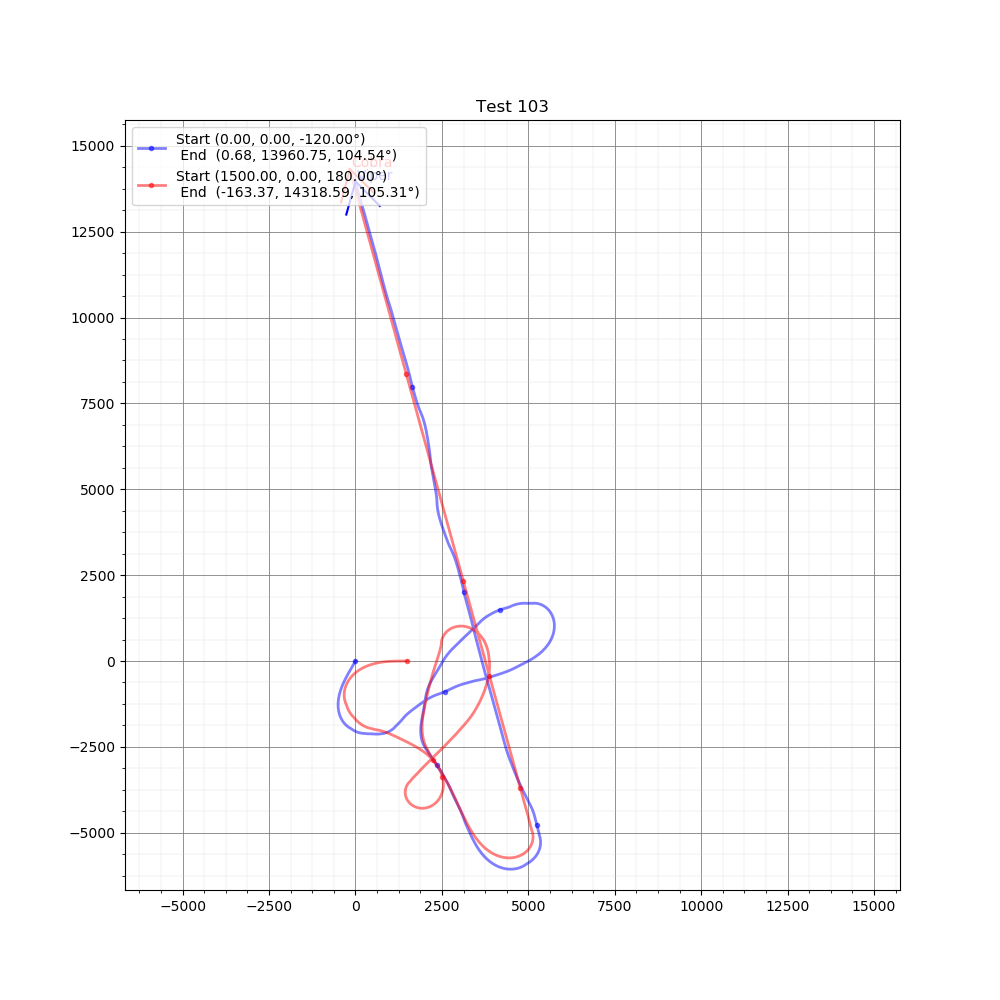 Test 103
Start (0.00, 0.00, -120.00°)
End (0.68, 13960.75, 104.54°)
Start (1500.00, 0.00, 180.00°)
End (-163.37, 14318.59, 105.31°)
Cobra
15000
12500
10000
7500
5000
2500
0
−2500
−5000
−5000 −2500 0 2500 5000 7500 10000 12500 15000